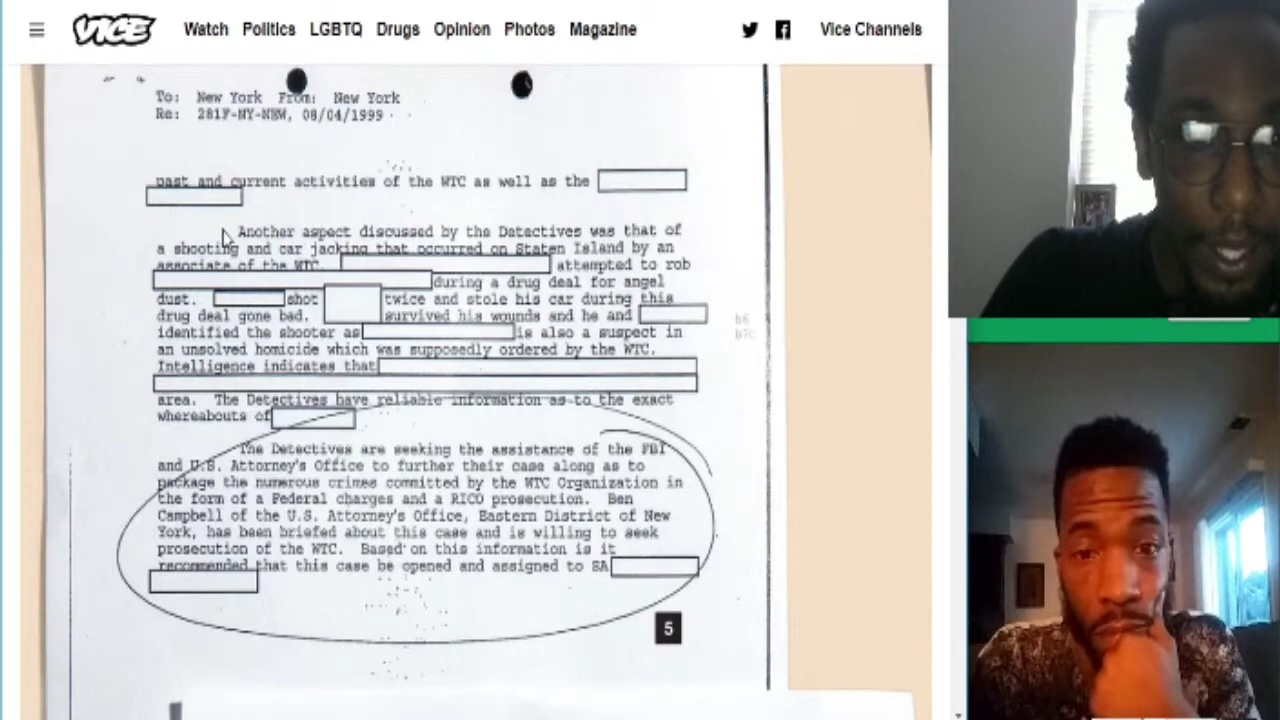 VICE Watch Politics LGBTQ Drugs Opinion Photos Magazine Vice Channels
To: New York From: New York
Re: 281F-NY-NEW, 08/04/1999
past and current activities of the WTC as well as the
Another aspect discussed by the Detectives was that of
a shooting and car jacking that occurred on Staten Island by an
associate of the WTC. attempted to rob
during a drug deal for angel
dust. shot twice and stole his car during this
drug deal gone bad. survived his wounds and he and
identified the shooter as is also a suspect in
an unsolved homicide which was supposedly ordered by the WTC.
Intelligence indicates that
area. The Detectives have reliable information as to the exact
whereabouts of
The Detectives are seeking the assistance of the FBI
and U.S. Attorney's Office to further their case along as to
package the numerous crimes committed by the WTC Organization in
the form of a Federal charges and a RICO prosecution. Ben
Campbell of the U.S. Attorney's Office, Eastern District of New
York, has been briefed about this case and is willing to seek
prosecution of the WTC. Based on this information is it
recommended that this case be opened and assigned to SA
5